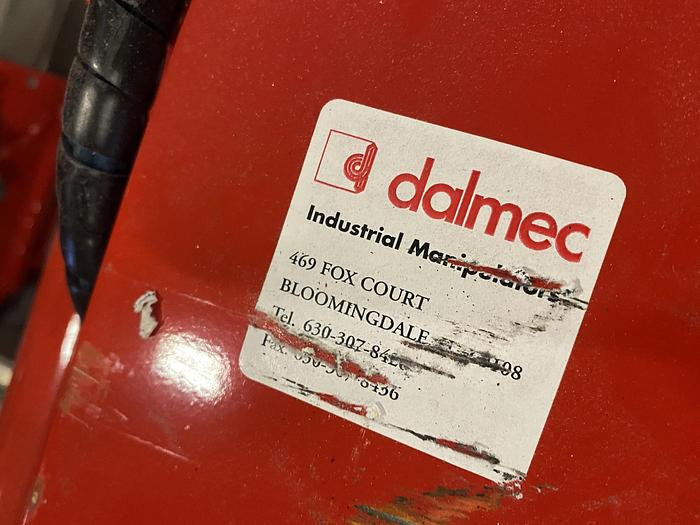 dalmec
Industrial Manipulators
469 FOX COURT
BLOOMINGDALE
Tel. 630-307-84
Fax.